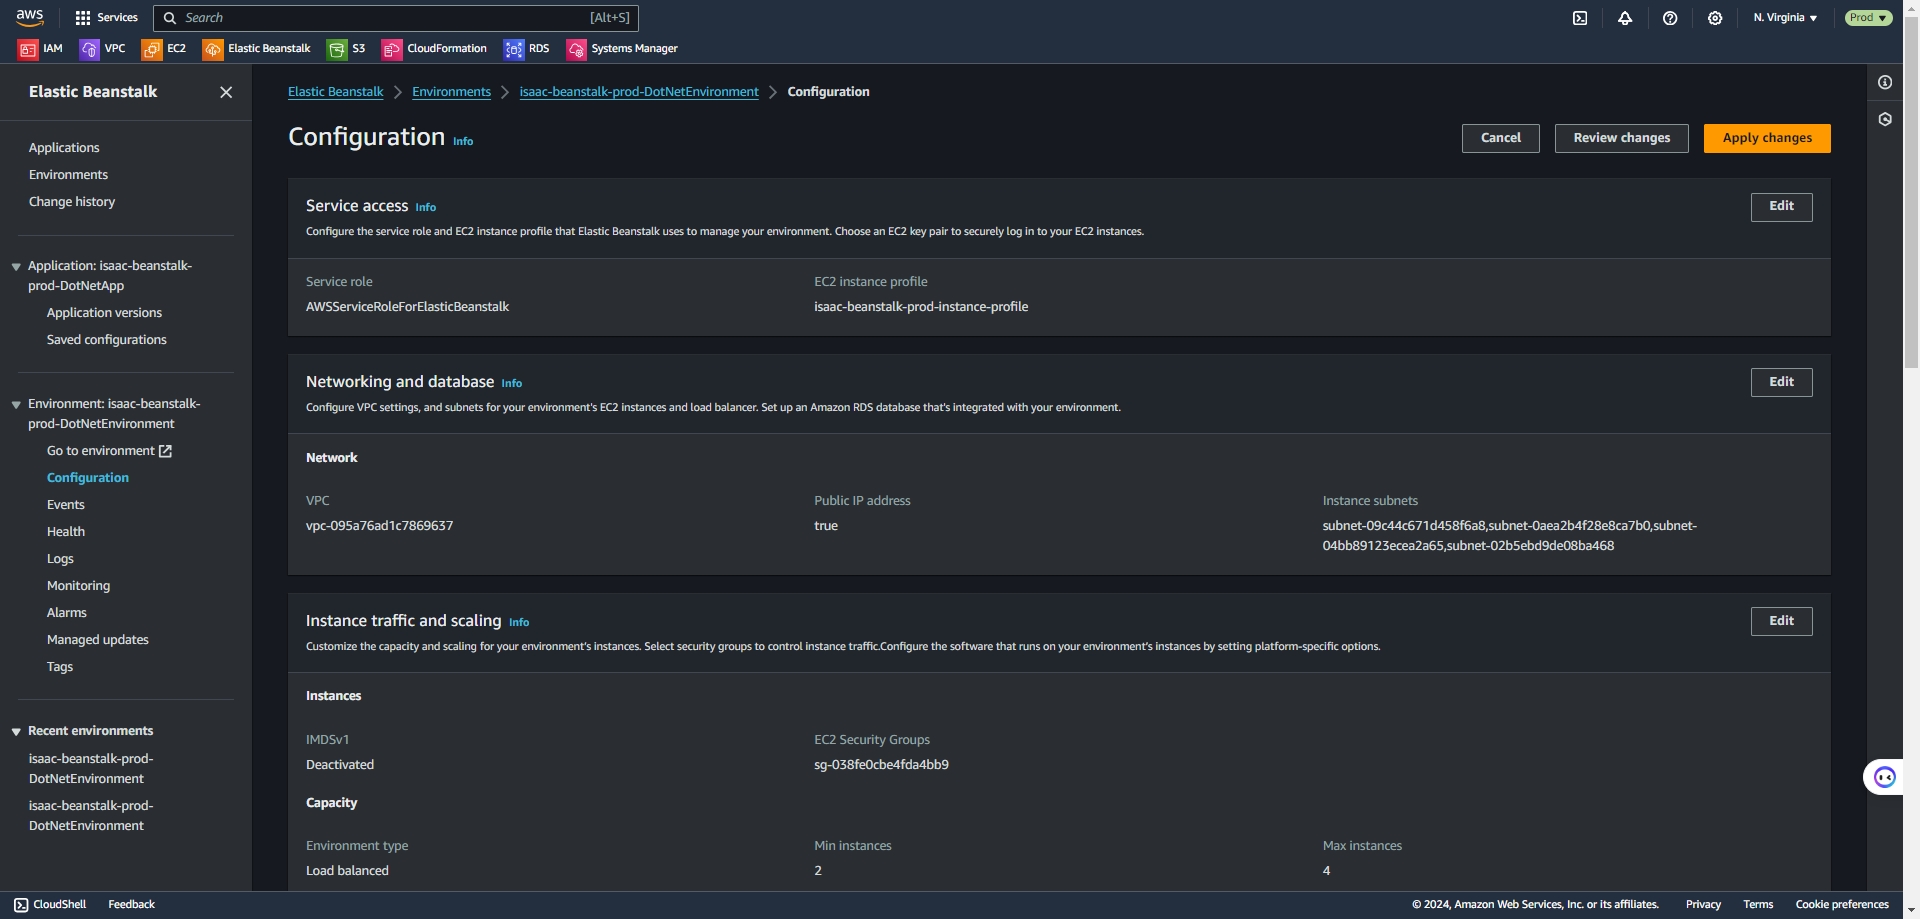 aws
Services
Search
[Alt+S]
N. Virginia
Prod
IAM
VPC
EC2
Elastic Beanstalk
S3
CloudFormation
RDS
Systems Manager
Elastic Beanstalk
Applications
Environments
Change history
Application: isaac-beanstalk-
prod-DotNetApp
Application versions
Saved configurations
Environment: isaac-beanstalk-
prod-DotNetEnvironment
Go to environment
Configuration
Events
Health
Logs
Monitoring
Alarms
Managed updates
Tags
Recent environments
isaac-beanstalk-prod-
DotNetEnvironment
isaac-beanstalk-prod-
DotNetEnvironment
Elastic Beanstalk
Environments
isaac-beanstalk-prod-DotNetEnvironment
Configuration
Configuration Info
Cancel
Review changes
Apply changes
Service access Info
Edit
Configure the service role and EC2 instance profile that Elastic Beanstalk uses to manage your environment. Choose an EC2 key pair to securely log in to your EC2 instances.
Service role
AWSServiceRoleForElasticBeanstalk
EC2 instance profile
isaac-beanstalk-prod-instance-profile
Networking and database Info
Edit
Configure VPC settings, and subnets for your environment's EC2 instances and load balancer. Set up an Amazon RDS database that's integrated with your environment.
Network
VPC
vpc-095a76ad1c7869637
Public IP address
true
Instance subnets
subnet-09c44c671d458f6a8,subnet-0aea2b4f28e8ca7b0,subnet-
04bb89123ecea2a65,subnet-02b5ebd9de08ba468
Instance traffic and scaling Info
Edit
Customize the capacity and scaling for your environment's instances. Select security groups to control instance traffic.Configure the software that runs on your environment's instances by setting platform-specific options.
Instances
IMDSv1
Deactivated
EC2 Security Groups
sg-038fe0cbe4fda4bb9
Capacity
Environment type
Load balanced
Min instances
2
Max instances
4
CloudShell
Feedback
© 2024, Amazon Web Services, Inc. or its affiliates.
Privacy
Terms
Cookie preferences